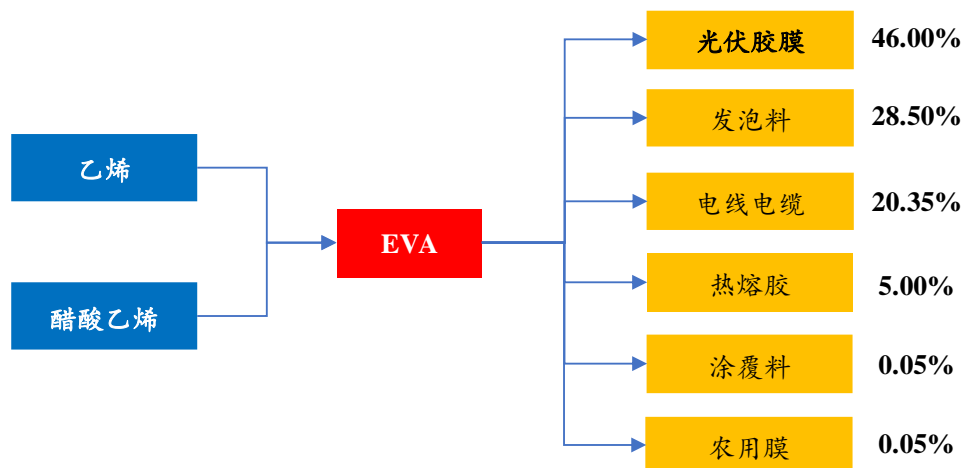 乙烯
醋酸乙烯
EVA
光伏胶膜 46.00%
发泡料 28.50%
电线电缆 20.35%
热熔胶 5.00%
涂覆料 0.05%
农用膜 0.05%